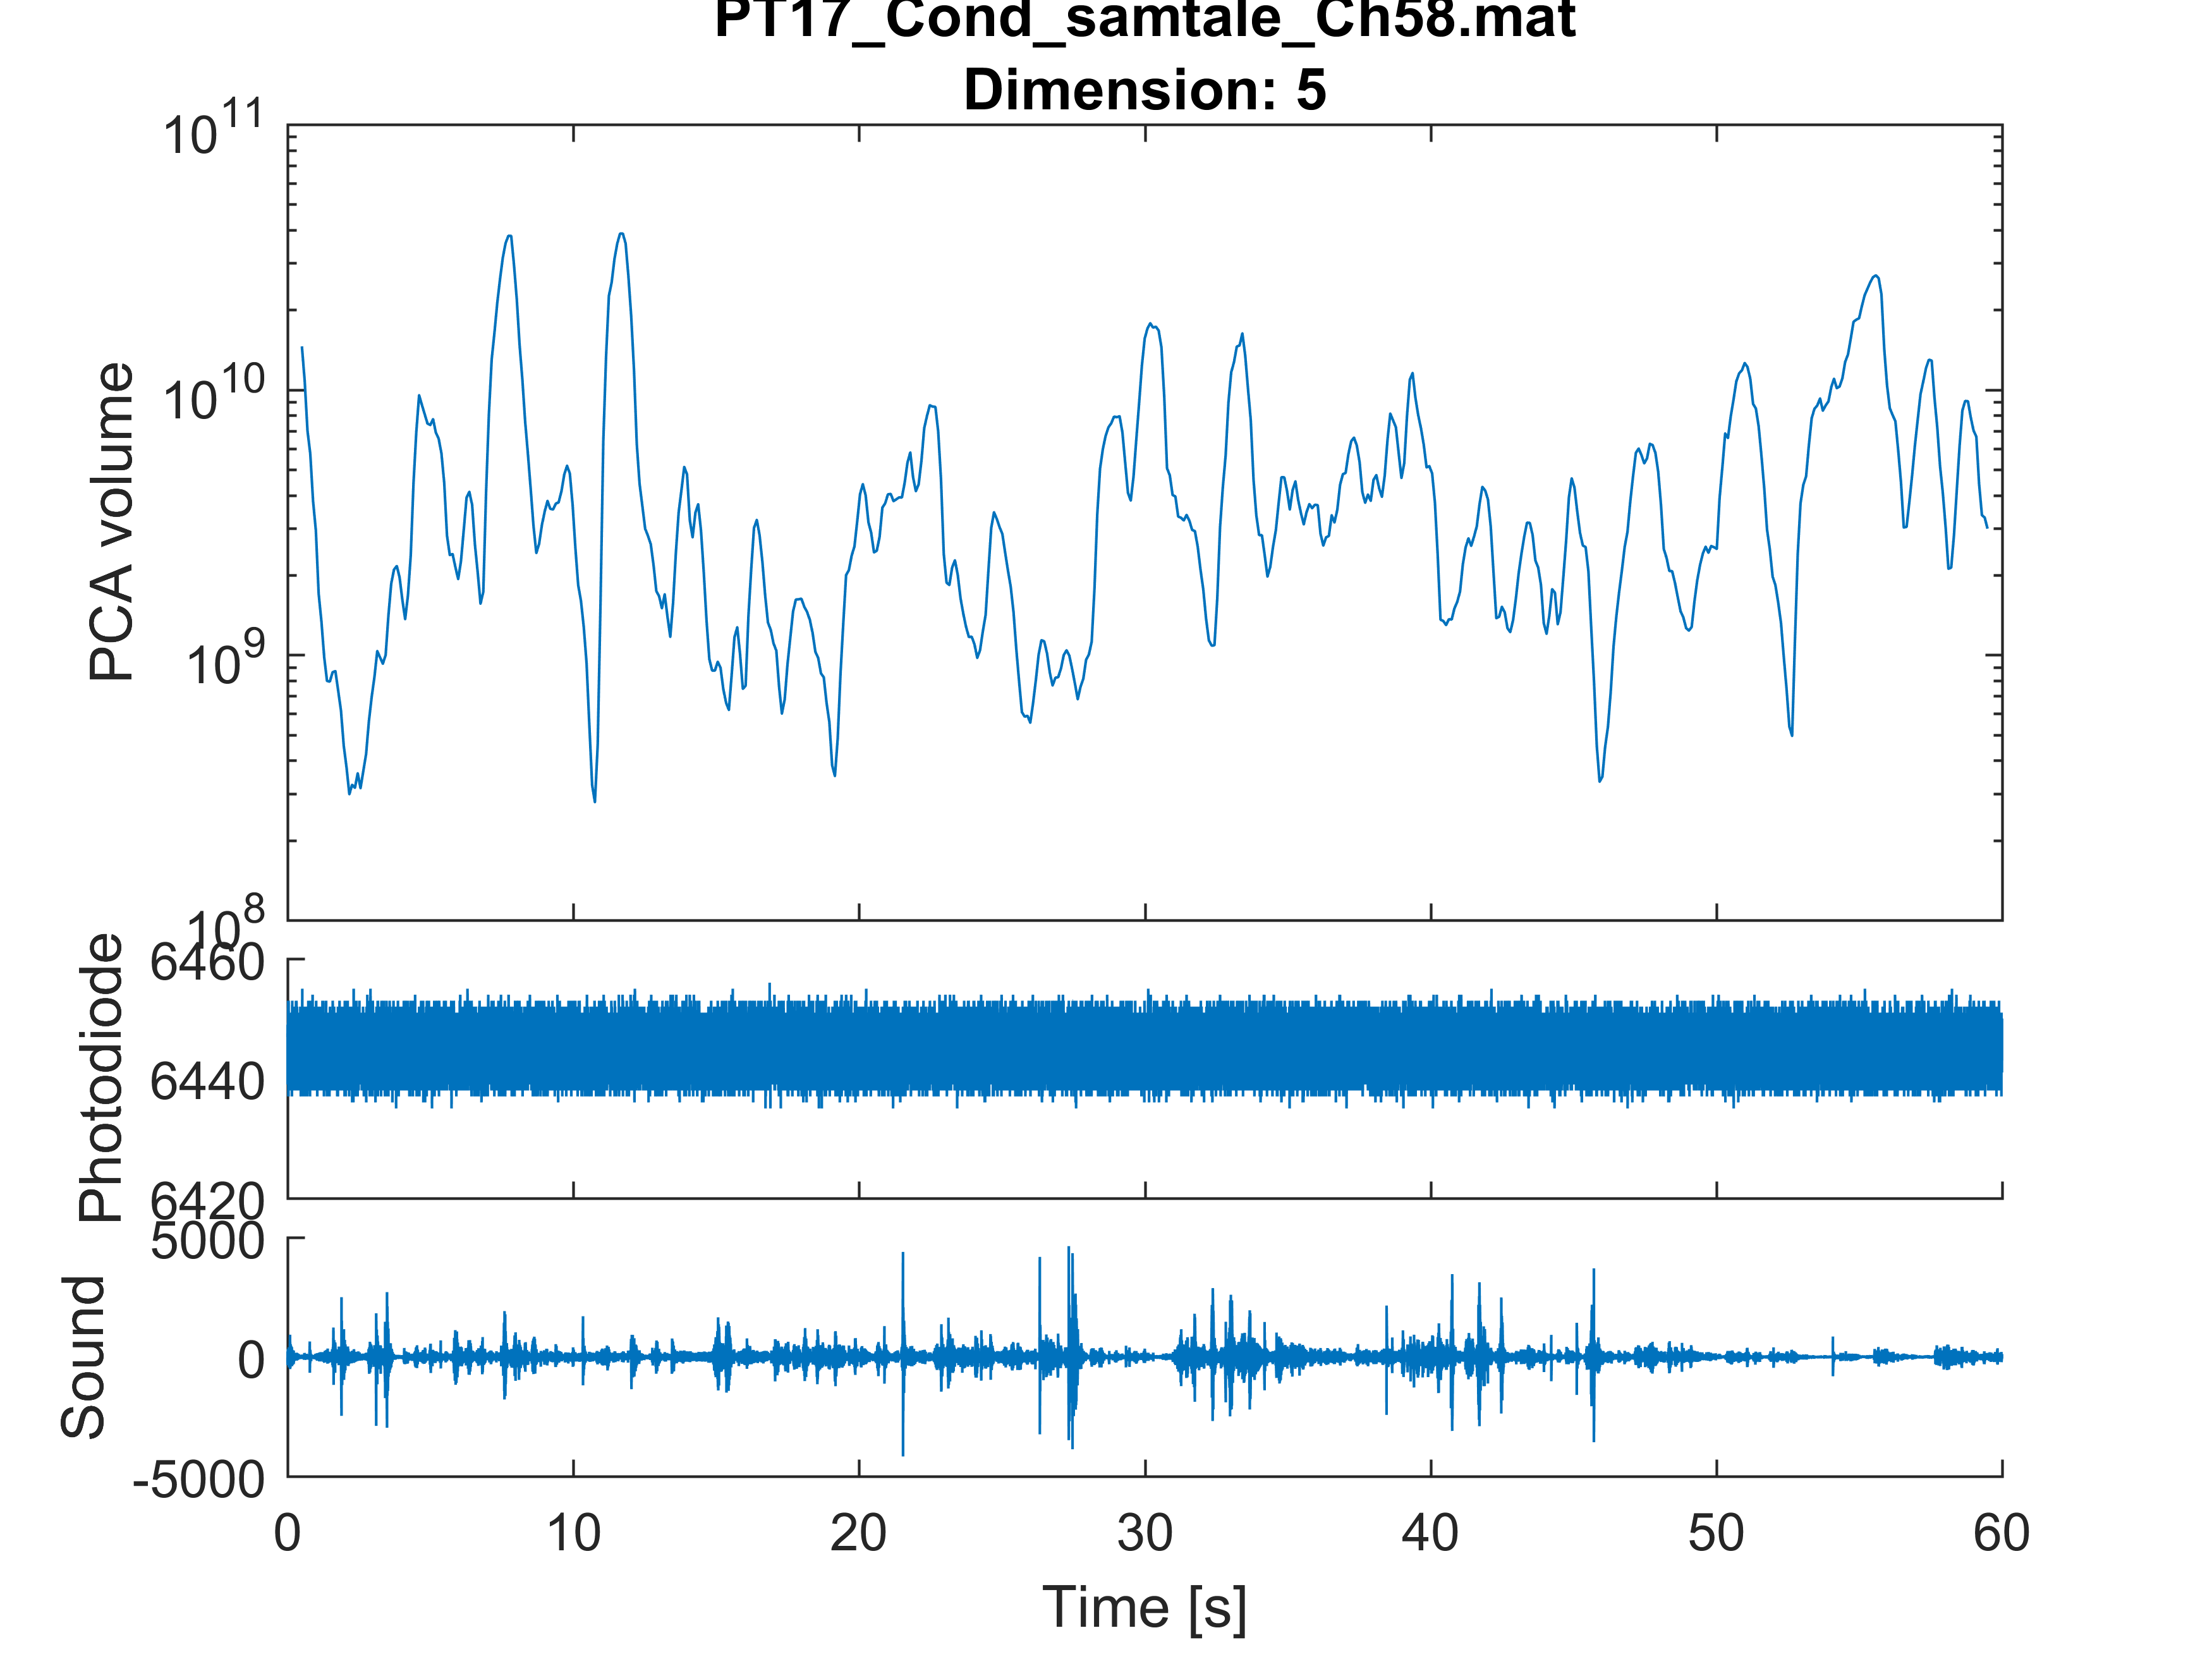 PT17_Cond_samtale_Ch58.mat
Dimension: 5
PCA volume
10^11
10^10
10^9
10^8
Photodiode
6460
6440
6420
Sound
5000
0
-5000
0 10 20 30 40 50 60
Time [s]